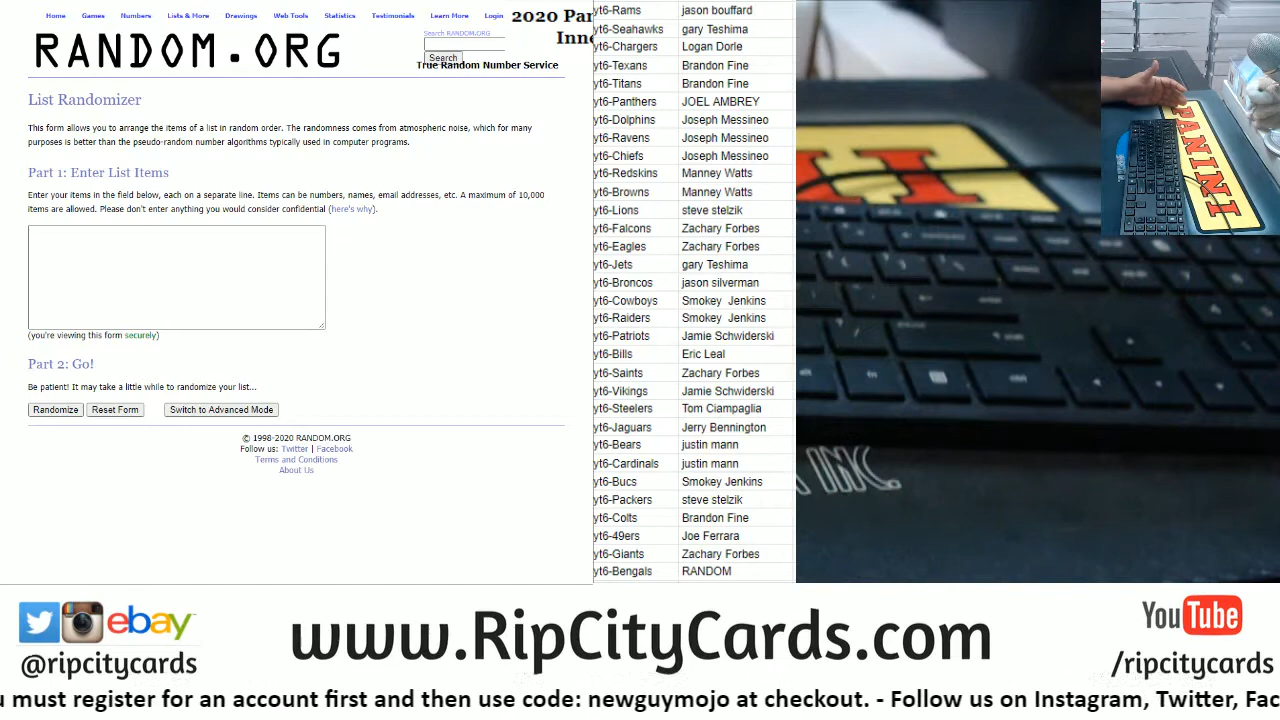 Home Games Numbers Lists & More Drawings Web Tools Statistics Testimonials Learn More Login
2020 Pan
Inne
RANDOM.ORG
Search RANDOM.ORG
Search
True Random Number Service
List Randomizer
This form allows you to arrange the items of a list in random order. The randomness comes from atmospheric noise, which for many
purposes is better than the pseudo-random number algorithms typically used in computer programs.
Part 1: Enter List Items
Enter your items in the field below, each on a separate line. Items can be numbers, names, email addresses, etc. A maximum of 10,000
items are allowed. Please don't enter anything you would consider confidential (here's why).
(you're viewing this form securely)
Part 2: Go!
Be patient! It may take a little while to randomize your list...
Randomize Reset Form Switch to Advanced Mode
© 1998-2020 RANDOM.ORG
Follow us: Twitter | Facebook
Terms and Conditions
About Us
yt6-Rams jason bouffard
yt6-Seahawks gary Teshima
yt6-Chargers Logan Dorle
yt6-Texans Brandon Fine
yt6-Titans Brandon Fine
yt6-Panthers JOEL AMBREY
yt6-Dolphins Joseph Messineo
yt6-Ravens Joseph Messineo
yt6-Chiefs Joseph Messineo
yt6-Redskins Manney Watts
yt6-Browns Manney Watts
yt6-Lions steve stelzik
yt6-Falcons Zachary Forbes
yt6-Eagles Zachary Forbes
yt6-Jets gary Teshima
yt6-Broncos jason silverman
yt6-Cowboys Smokey Jenkins
yt6-Raiders Smokey Jenkins
yt6-Patriots Jamie Schwiderski
yt6-Bills Eric Leal
yt6-Saints Zachary Forbes
yt6-Vikings Jamie Schwiderski
yt6-Steelers Tom Ciampaglia
yt6-Jaguars Jerry Bennington
yt6-Bears justin mann
yt6-Cardinals justin mann
yt6-Bucs Smokey Jenkins
yt6-Packers steve stelzik
yt6-Colts Brandon Fine
yt6-49ers Joe Ferrara
yt6-Giants Zachary Forbes
yt6-Bengals RANDOM
PANINI
INC.
ebay
@ripcitycards
www.RipCityCards.com
YouTube
/ripcitycards
u must register for an account first and then use code: newguymojo at checkout. - Follow us on Instagram, Twitter, Fac